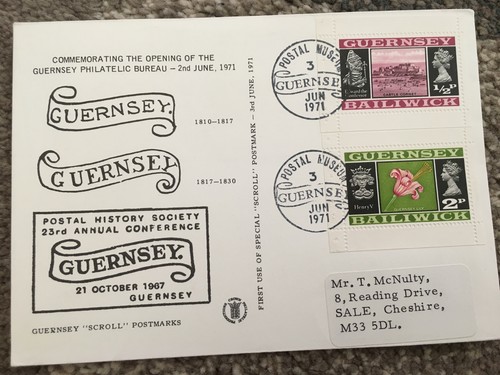 COMMEMORATING THE OPENING OF THE
GUERNSEY PHILATELIC BUREAU — 2nd JUNE, 1971
GUERNSEY.
1810—1817
GUERNSEY
1817—1830
POSTAL HISTORY SOCIETY
23rd ANNUAL CONFERENCE
GUERNSEY.
21 OCTOBER 1967
GUERNSEY
GUERNSEY "SCROLL" POSTMARKS
FIRST USE OF SPECIAL "SCROLL" POSTMARK — 3rd JUNE, 1971
POSTAL MUSEUM
3
GUERNSEY
JUN
1971
GUERNSEY
½P
BAILIWICK
POSTAL MUSEUM
3
GUERNSEY
JUN
1971
GUERNSEY
Henry V
2P
BAILIWICK
Mr. T. McNulty,
8, Reading Drive,
SALE, Cheshire,
M33 5DL.